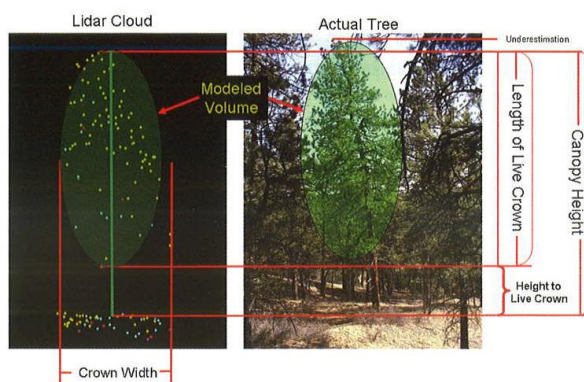 Lidar Cloud
Actual Tree
Underestimation
Modeled
Volume
Length of Live Crown
Canopy Height
Height to
Live Crown
Crown Width